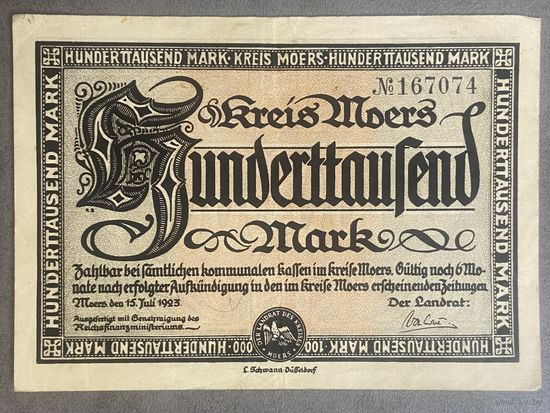 HUNDERTTAUSEND MARK · KREIS MOERS · HUNDERTTAUSEND MARK
HUNDERTTAUSEND MARK
HUNDERTTAUSEND MARK
№ 167074
Kreis Moers
Hunderttausend
Mark
Zahlbar bei sämtlichen kommunalen Kassen im Kreise Moers. Gültig noch 6 Mo-
nate nach erfolgter Aufkündigung in den im Kreise Moers erscheinenden Zeitungen.
Moers den 15. Juli 1923.
Der Landrat:
Ausgefertigt mit Genehmigung des
Reichsfinanzministeriums.
DER LANDRAT DES KREISES
MOERS
HUNDERTTAUSEND MARK 100 000 HUNDERTTAUSEND MARK
L. Schwann-Düsseldorf